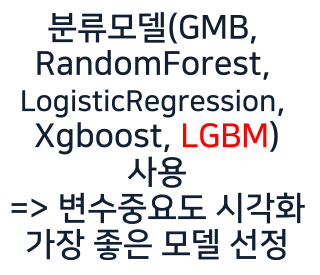 분류모델(GMB,
RandomForest,
LogisticRegression,
Xgboost, LGBM)
사용
=> 변수중요도 시각화
가장 좋은 모델 선정